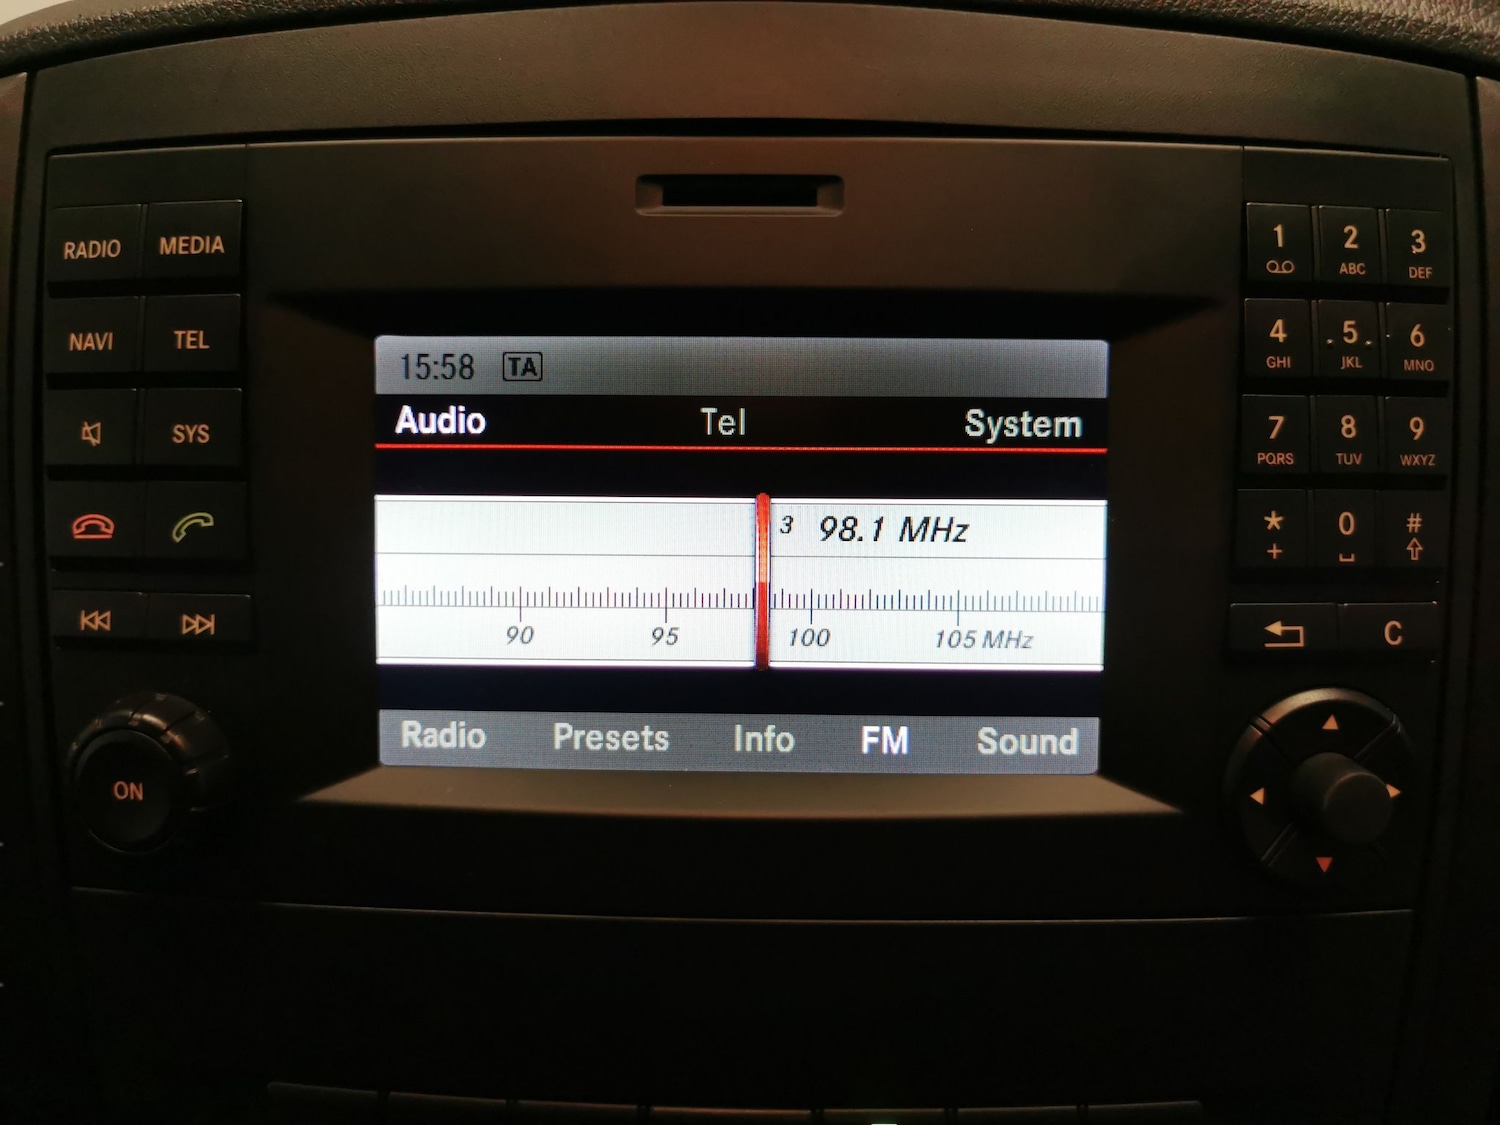 RADIO MEDIA
NAVI TEL
SYS
ON
15:58 TA
Audio Tel System
3 98.1 MHz
90 95 100 105 MHz
Radio Presets Info FM Sound
1 2 3
ABC DEF
4 5 6
GHI JKL MNO
7 8 9
PQRS TUV WXYZ
* 0 #
+
C